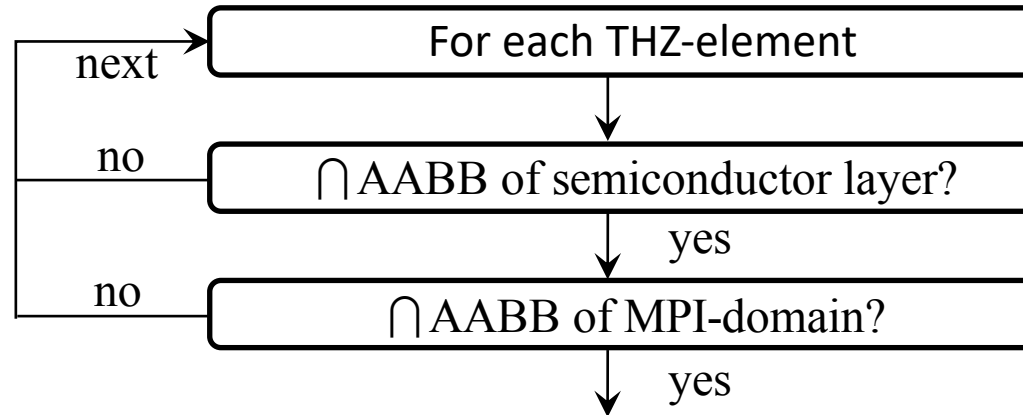 For each THZ-element
next
no
⋂ AABB of semiconductor layer?
yes
no
⋂ AABB of MPI-domain?
yes